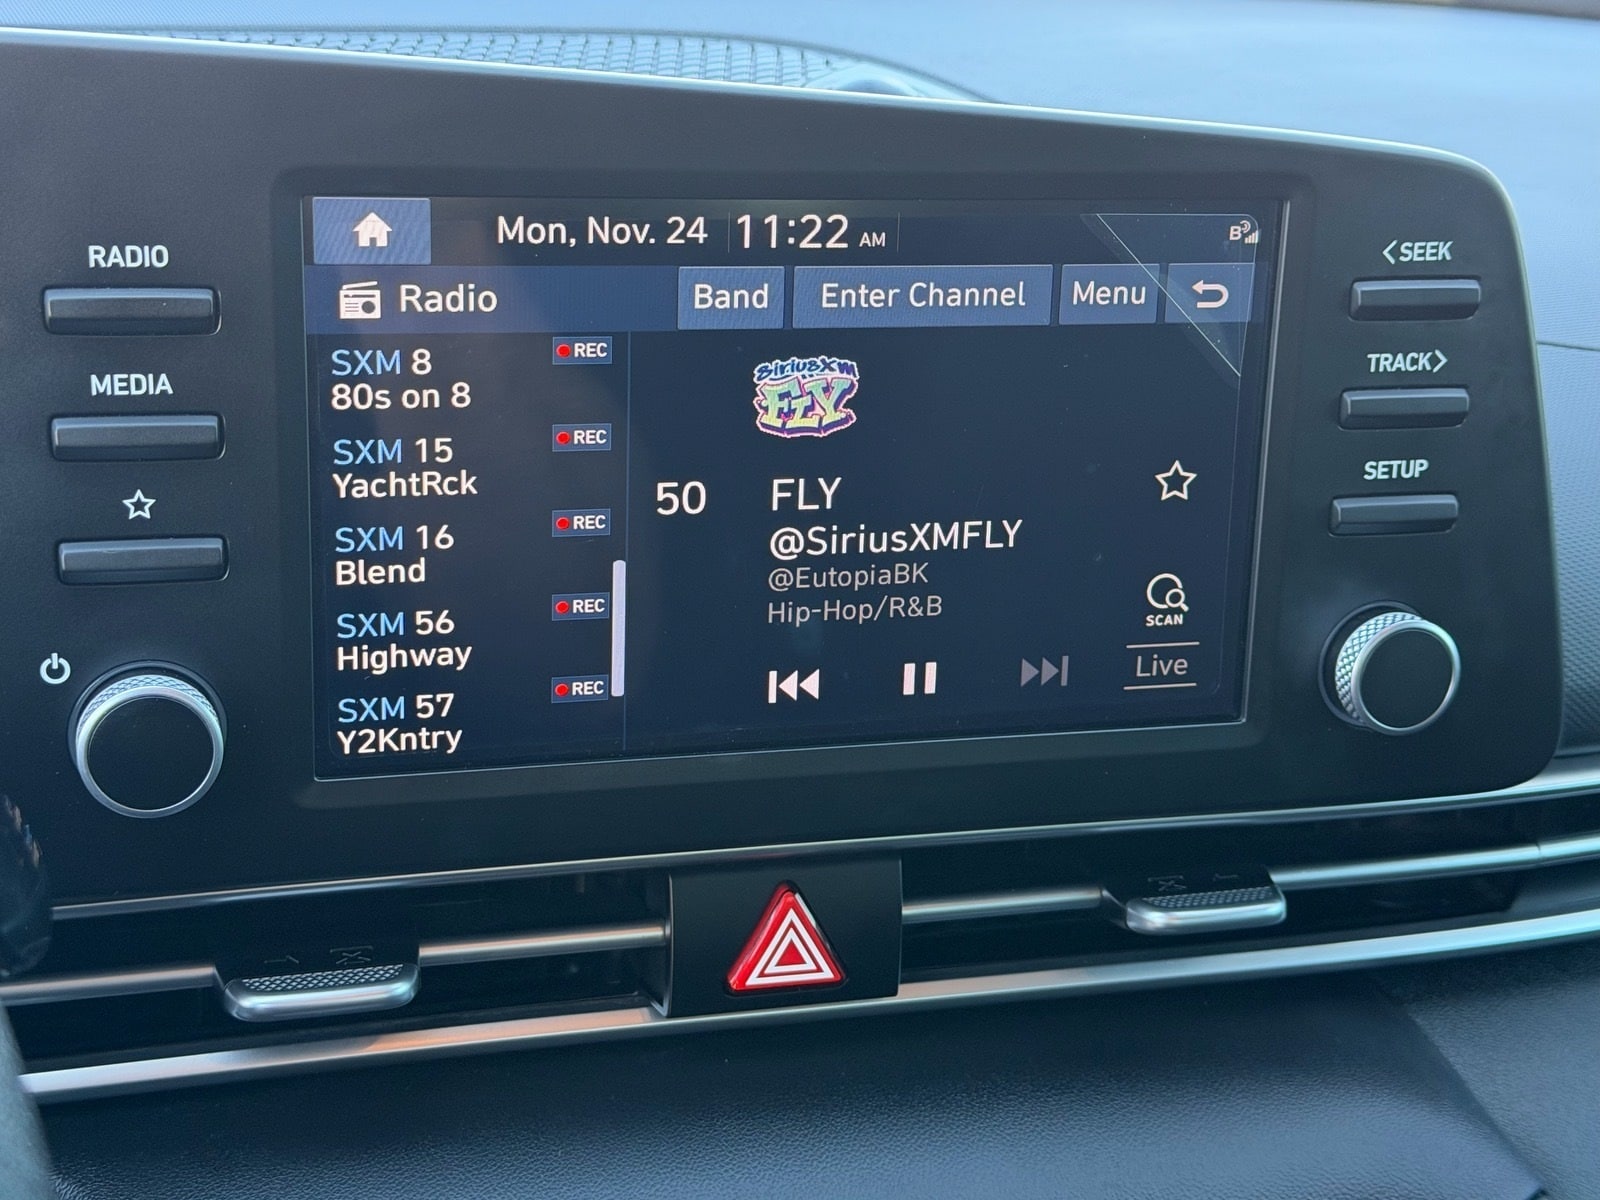 RADIO
MEDIA
Mon, Nov. 24 11:22 AM
B
Radio
Band
Enter Channel
Menu
SXM 8
REC
80s on 8
SXM 15
REC
YachtRck
SXM 16
REC
Blend
SXM 56
REC
Highway
SXM 57
REC
Y2Kntry
SiriusXM
FLY
50
FLY
@SiriusXMFLY
@EutopiaBK
Hip-Hop/R&B
SCAN
Live
<SEEK
TRACK>
SETUP